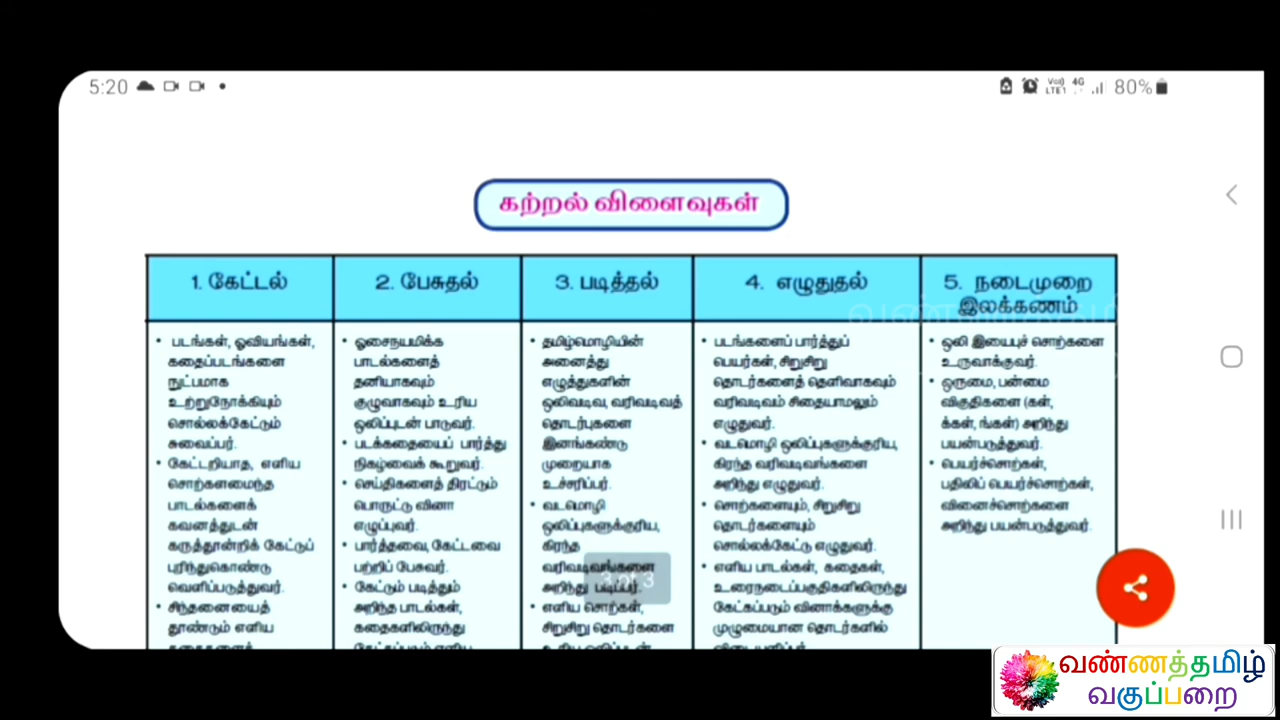 5:20
4G
LTE1
80%
கற்றல் விளைவுகள்
1. கேட்டல்
படங்கள், ஓவியங்கள்,
கதைப்படங்களை
நுட்பமாக
உற்றுநோக்கியும்
சொல்லக்கேட்டும்
சுவைப்பர்.
கேட்டறியாத, எளிய
சொற்களமைந்த
பாடல்களைக்
கவனத்துடன்
கருத்தூன்றிக் கேட்டுப்
புரிந்துகொண்டு
வெளிப்படுத்துவர்.
சிந்தனையைத்
தூண்டும் எளிய
2. பேசுதல்
ஓசைநயமிக்க
பாடல்களைத்
தனியாகவும்
குழுவாகவும் உரிய
ஒலிப்புடன் பாடுவர்.
படக்கதையைப் பார்த்து
நிகழ்வைக் கூறுவர்.
செய்திகளைத் திரட்டும்
பொருட்டு வினா
எழுப்புவர்.
பார்த்தவை, கேட்டவை
பற்றிப் பேசுவர்.
கேட்டும் படித்தும்
அறிந்த பாடல்கள்,
கதைகளிலிருந்து
3. படித்தல்
தமிழ்மொழியின்
அனைத்து
எழுத்துகளின்
ஒலிவடிவ, வரிவடிவத்
தொடர்புகளை
இனங்கண்டு
முறையாக
உச்சரிப்பர்.
வடமொழி
ஒலிப்புகளுக்குரிய,
கிரந்த
வரிவடிவங்களை
அறிந்து படிப்பர்.
எளிய சொற்கள்,
சிறுசிறு தொடர்களை
3 of 3
4. எழுதுதல்
படங்களைப் பார்த்துப்
பெயர்கள், சிறுசிறு
தொடர்களைத் தெளிவாகவும்
வரிவடிவம் சிதையாமலும்
எழுதுவர்.
வடமொழி ஒலிப்புகளுக்குரிய,
கிரந்த வரிவடிவங்களை
அறிந்து எழுதுவர்.
சொற்களையும், சிறுசிறு
தொடர்களையும்
சொல்லக்கேட்டு எழுதுவர்.
எளிய பாடல்கள், கதைகள்,
உரைநடைப்பகுதிகளிலிருந்து
கேட்கப்படும் வினாக்களுக்கு
முழுமையான தொடர்களில்
5. நடைமுறை
இலக்கணம்
ஒலி இயைபுச் சொற்களை
உருவாக்குவர்.
ஒருமை, பன்மை
விகுதிகளை (கள்,
க்கள், ங்கள்) அறிந்து
பயன்படுத்துவர்.
பெயர்ச்சொற்கள்,
பதிலிப் பெயர்ச்சொற்கள்,
வினைச்சொற்களை
அறிந்து பயன்படுத்துவர்.
வண்ணத்தமிழ்
வகுப்பறை